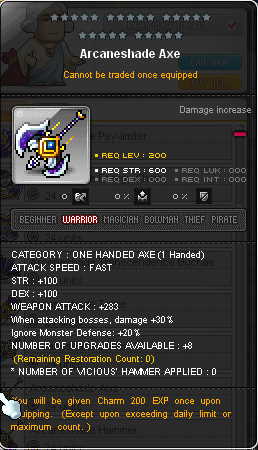 Arcaneshade Axe
Cannot be traded once equipped
Damage increase
REQ LEV : 200
REQ STR : 600 REQ LUK : 000
REQ DEX : 000 REQ INT : 000
0 0 0
BEGINNER WARRIOR MAGICIAN BOWMAN THIEF PIRATE
CATEGORY : ONE HANDED AXE (1 Handed)
ATTACK SPEED : FAST
STR : +100
DEX : +100
WEAPON ATTACK : +283
When attacking bosses, damage +30%
Ignore Monster Defense: +20%
NUMBER OF UPGRADES AVAILABLE : +8
(Remaining Restoration Count: 0)
* NUMBER OF VICIOUS' HAMMER APPLIED : 0
You will be given Charm 200 EXP once upon
equipping. (Except upon exceeding daily limit or
maximum count. )
Hammer